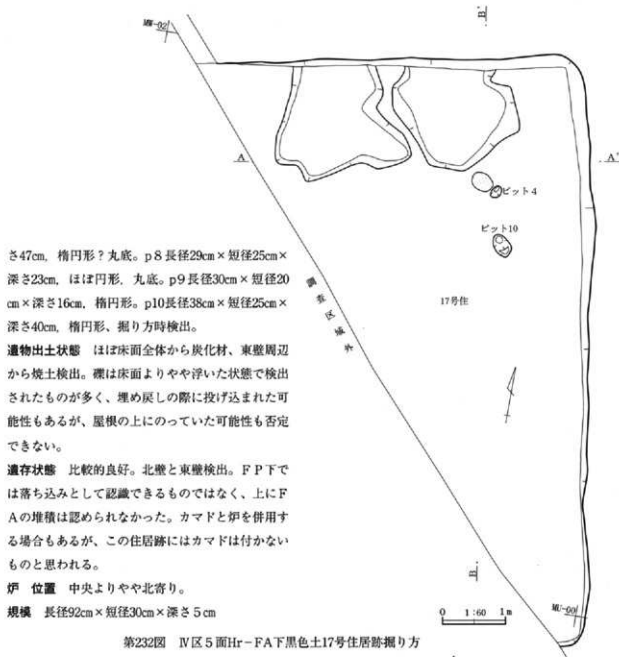 B'
MW-02
A
A'
ピット4
ピット10
17号住
調査区域外
さ47cm, 楕円形？丸底。p8長径29cm×短径25cm×
深さ23cm, ほぼ円形, 丸底。p9長径30cm×短径20
cm×深さ16cm, 楕円形。p10長径38cm×短径25cm×
深さ40cm, 楕円形、掘り方時検出。
遺物出土状態　ほぼ床面全体から炭化材、東壁周辺
から焼土検出。礫は床面よりやや浮いた状態で検出
されたものが多く、埋め戻しの際に投げ込まれた可
能性もあるが、屋根の上にのっていた可能性も否定
できない。
遺存状態　比較的良好。北壁と東壁検出。ＦＰ下で
は落ち込みとして認識できるものではなく、上にＦ
Ａの堆積は認められなかった。カマドと炉を併用す
る場合もあるが、この住居跡にはカマドは付かない
ものと思われる。
炉　位置　中央よりやや北寄り。
規模　長径92cm×短径30cm×深さ５cm
B
MU-00
0　1:60　1m
第232図　Ⅳ区５面Hr－FA下黒色土17号住居跡掘り方